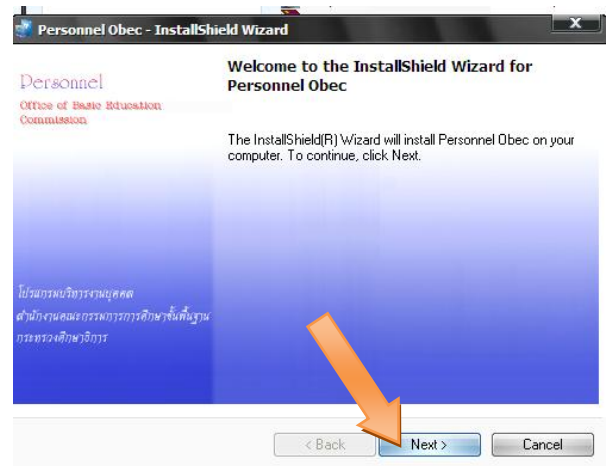 Personnel Obec - InstallShield Wizard
X
Personnel
Office of Basic Education
Commission
Welcome to the InstallShield Wizard for
Personnel Obec
The InstallShield(R) Wizard will install Personnel Obec on your
computer. To continue, click Next.
โปรแกรมบริหารงานบุคคล
สำนักงานคณะกรรมการการศึกษาขั้นพื้นฐาน
กระทรวงศึกษาธิการ
< Back
Next >
Cancel